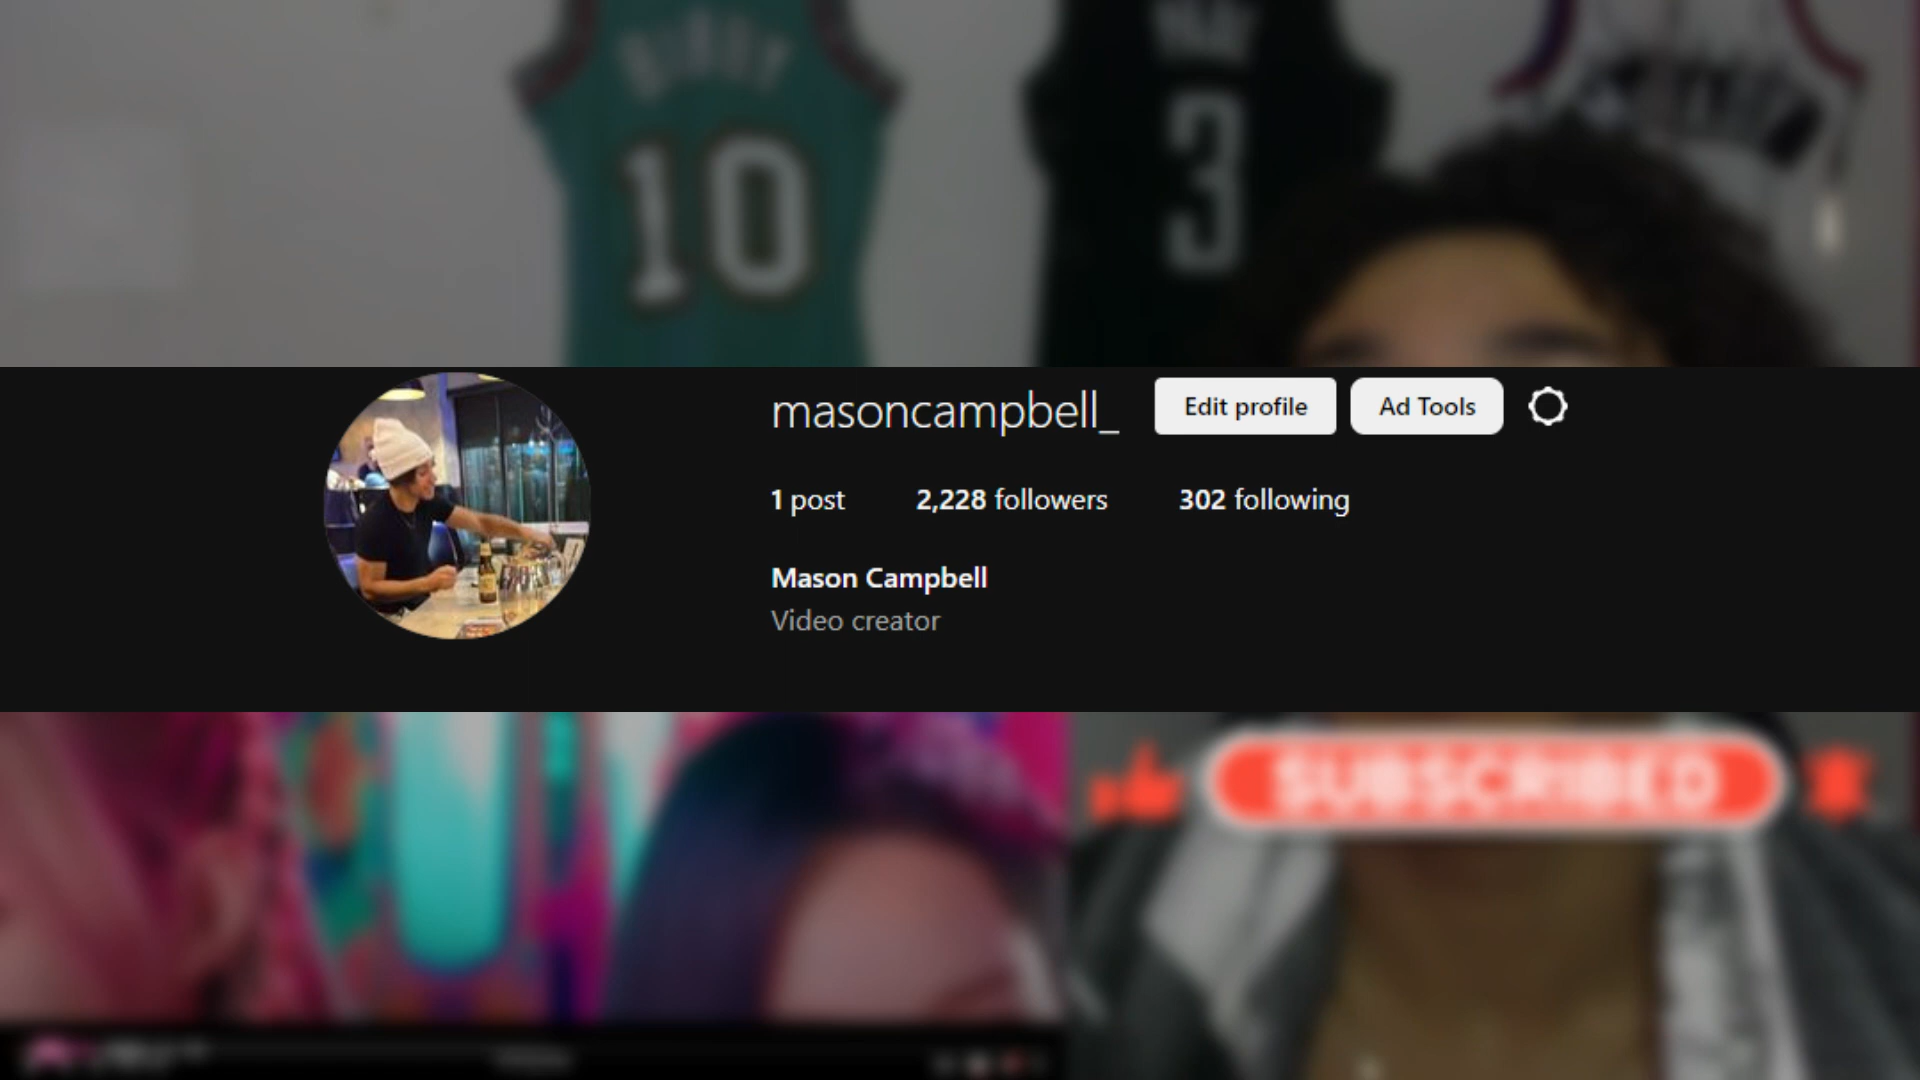 BIBBY
10
3
masoncampbell_
Edit profile
Ad Tools
1 post
2,228 followers
302 following
Mason Campbell
Video creator
SUBSCRIBED